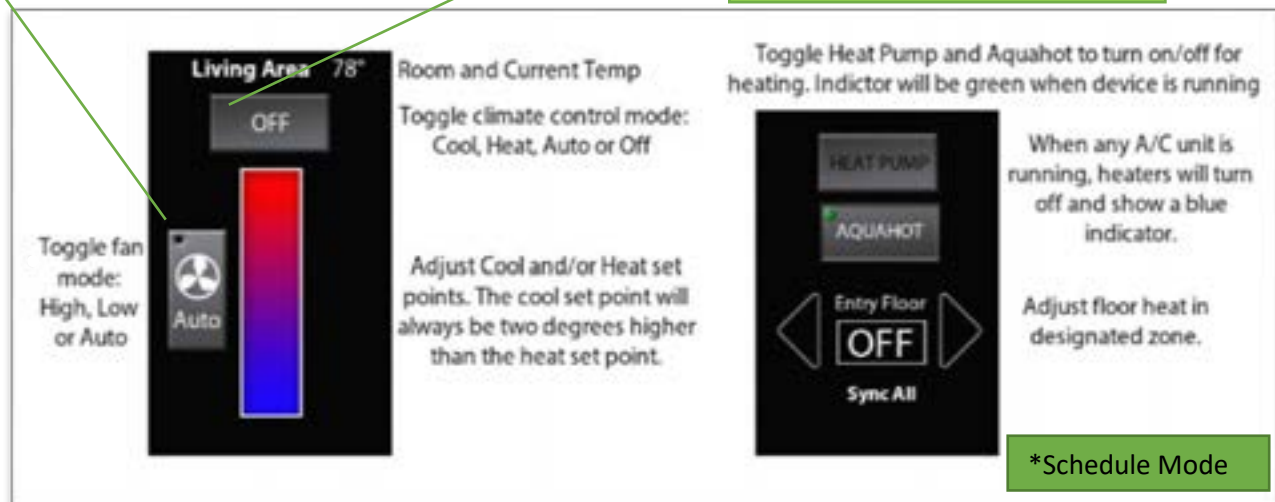 Living Area 78°
OFF
Room and Current Temp
Toggle climate control mode:
Cool, Heat, Auto or Off
Toggle fan
mode:
High, Low
or Auto
Auto
Adjust Cool and/or Heat set
points. The cool set point will
always be two degrees higher
than the heat set point.
Toggle Heat Pump and Aquahot to turn on/off for
heating. Indictor will be green when device is running
HEAT PUMP
AQUAHOT
When any A/C unit is
running, heaters will turn
off and show a blue
indicator.
Entry Floor
OFF
Sync All
Adjust floor heat in
designated zone.
*Schedule Mode